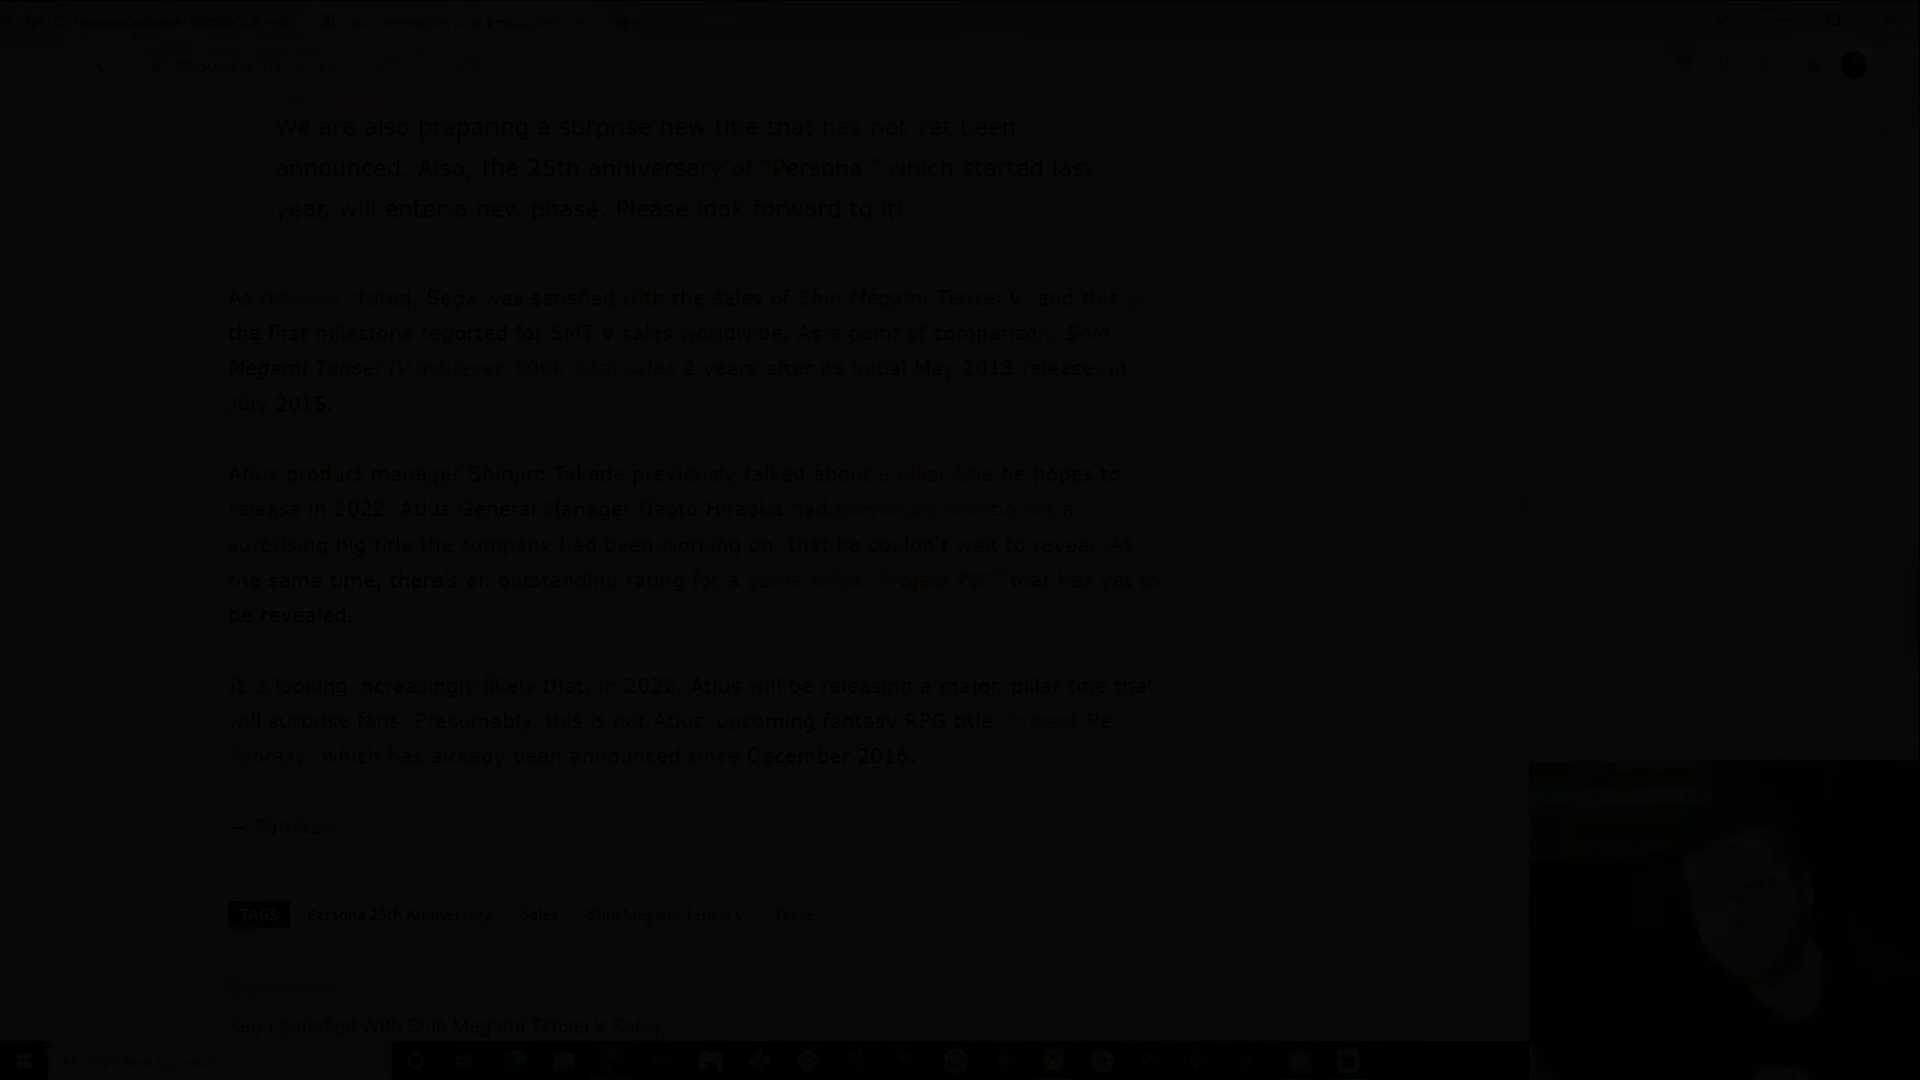 We are also preparing a surprise new title that has not yet been
announced. Also, the 25th anniversary of "Persona," which started last
year, will enter a new phase. Please look forward to it!
As recently stated, Sega was satisfied with the sales of Shin Megami Tensei V, and this is
the first milestone reported for SMT V sales worldwide. As a point of comparison, Shin
Megami Tensei IV achieved 600k print sales 2 years after its initial May 2013 release, in
July 2015.
Atlus product manager Shinjiro Takada previously talked about a pillar title he hopes to
release in 2022. Atlus General Manager Naoto Hiraoka had previously mentioned a
surprising big title the company had been working on, that he couldn't wait to reveal. At
the same time, there's an outstanding rating for a game called "Project Feu" that has yet to
be revealed.
It is looking increasingly likely that, in 2022, Atlus will be releasing a major, pillar title that
will surprise fans. Presumably, this is not Atlus' upcoming fantasy RPG title, Project Re
Fantasy, which has already been announced since December 2016.
TAGS Persona 25th Anniversary Sales Shin Megami Tensei V
Sega Satisfied With Shin Megami Tensei V Sales,
Type here to search